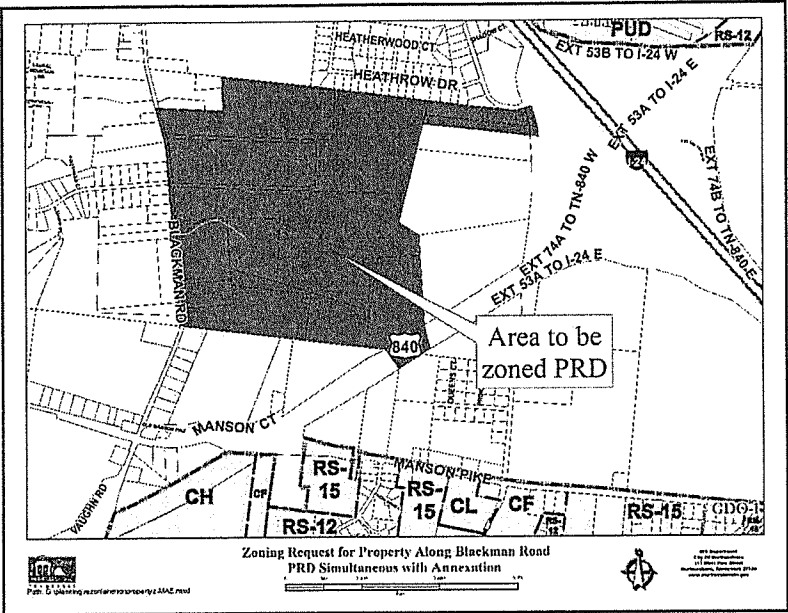 PUD
RS-12
HEATHERWOOD CT
HEATHROW DR
EXT 53B TO I-24 W
EXT 53A TO I-24 E
EXT 74B TO TN-840 E
EXT 74A TO TN-840 W
EXT 53A TO I-24 E
BLACKMAN RD
840
Area to be
zoned PRD
MANSON CT
MANSON PIKE
VAUGHN RD
CH
CF
RS-
15
RS-12
RS-
15
CL
CF
RS-15
Zoning Request for Property Along Blackman Road
PRD Simultaneous with Annexation